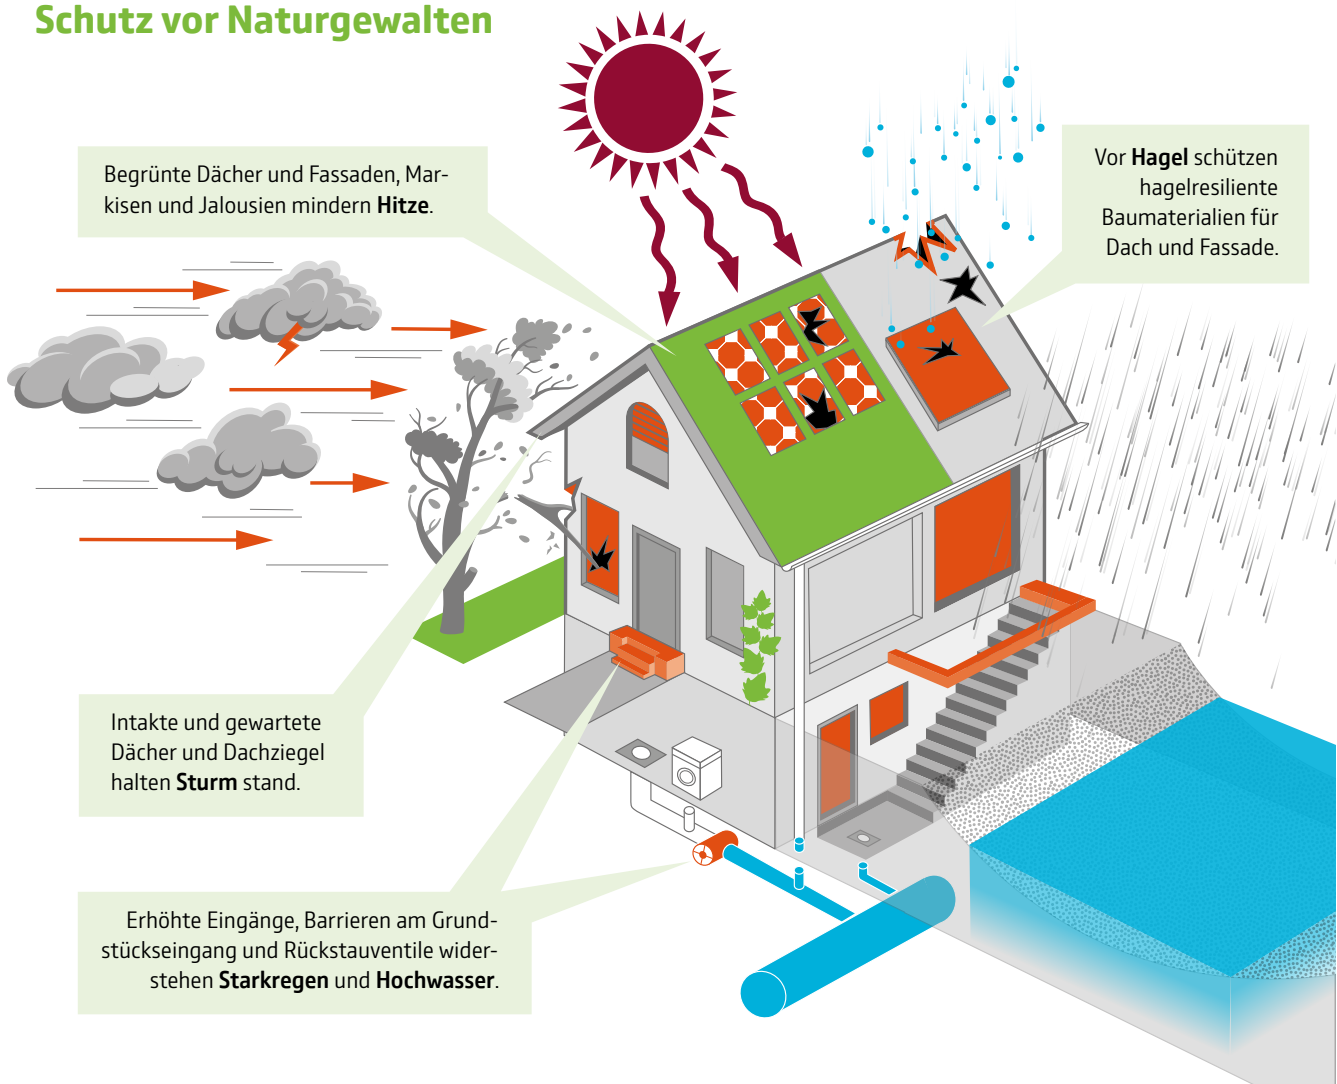 Schutz vor Naturgewalten
Begrünte Dächer und Fassaden, Mar-
kisen und Jalousien mindern Hitze.
Vor Hagel schützen
hagelresiliente
Baumaterialien für
Dach und Fassade.
Intakte und gewartete
Dächer und Dachziegel
halten Sturm stand.
Erhöhte Eingänge, Barrieren am Grund-
stückseingang und Rückstauventile wider-
stehen Starkregen und Hochwasser.